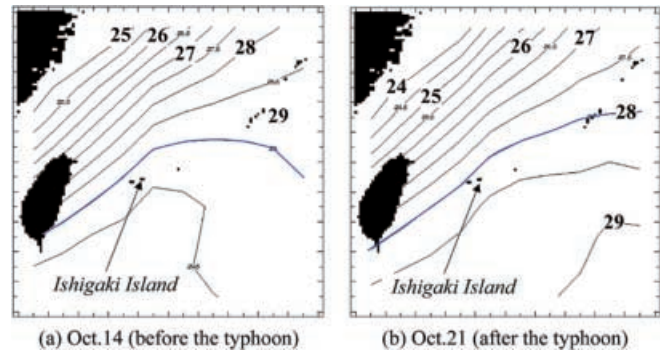 25 26 27 28
29
Ishigaki Island
(a) Oct.14 (before the typhoon)
24 25 26 27
28
29
Ishigaki Island
(b) Oct.21 (after the typhoon)